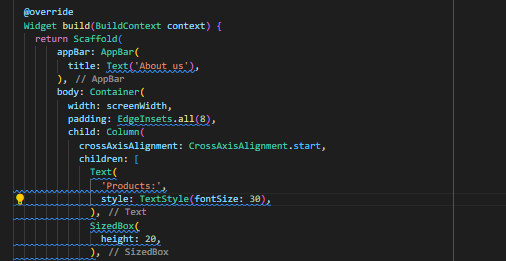 @override
Widget build(BuildContext context) {
return Scaffold(
appBar: AppBar(
title: Text('About us'),
), // AppBar
body: Container(
width: screenWidth,
padding: EdgeInsets.all(8),
child: Column(
crossAxisAlignment: CrossAxisAlignment.start,
children: [
Text(
'Products:',
style: TextStyle(fontSize: 30),
), // Text
SizedBox(
height: 20,
), // SizedBox